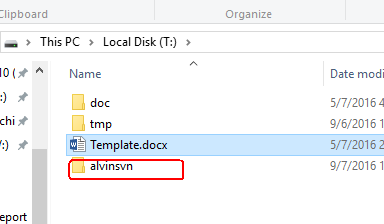 Clipboard
Organize
This PC > Local Disk (T:) >
10 (
Name
Date modi
:)
doc
5/7/2016 4
chi
tmp
9/6/2016 1
/:)
Template.docx
5/7/2016 2
alvinsvn
9/7/2016 1
eport